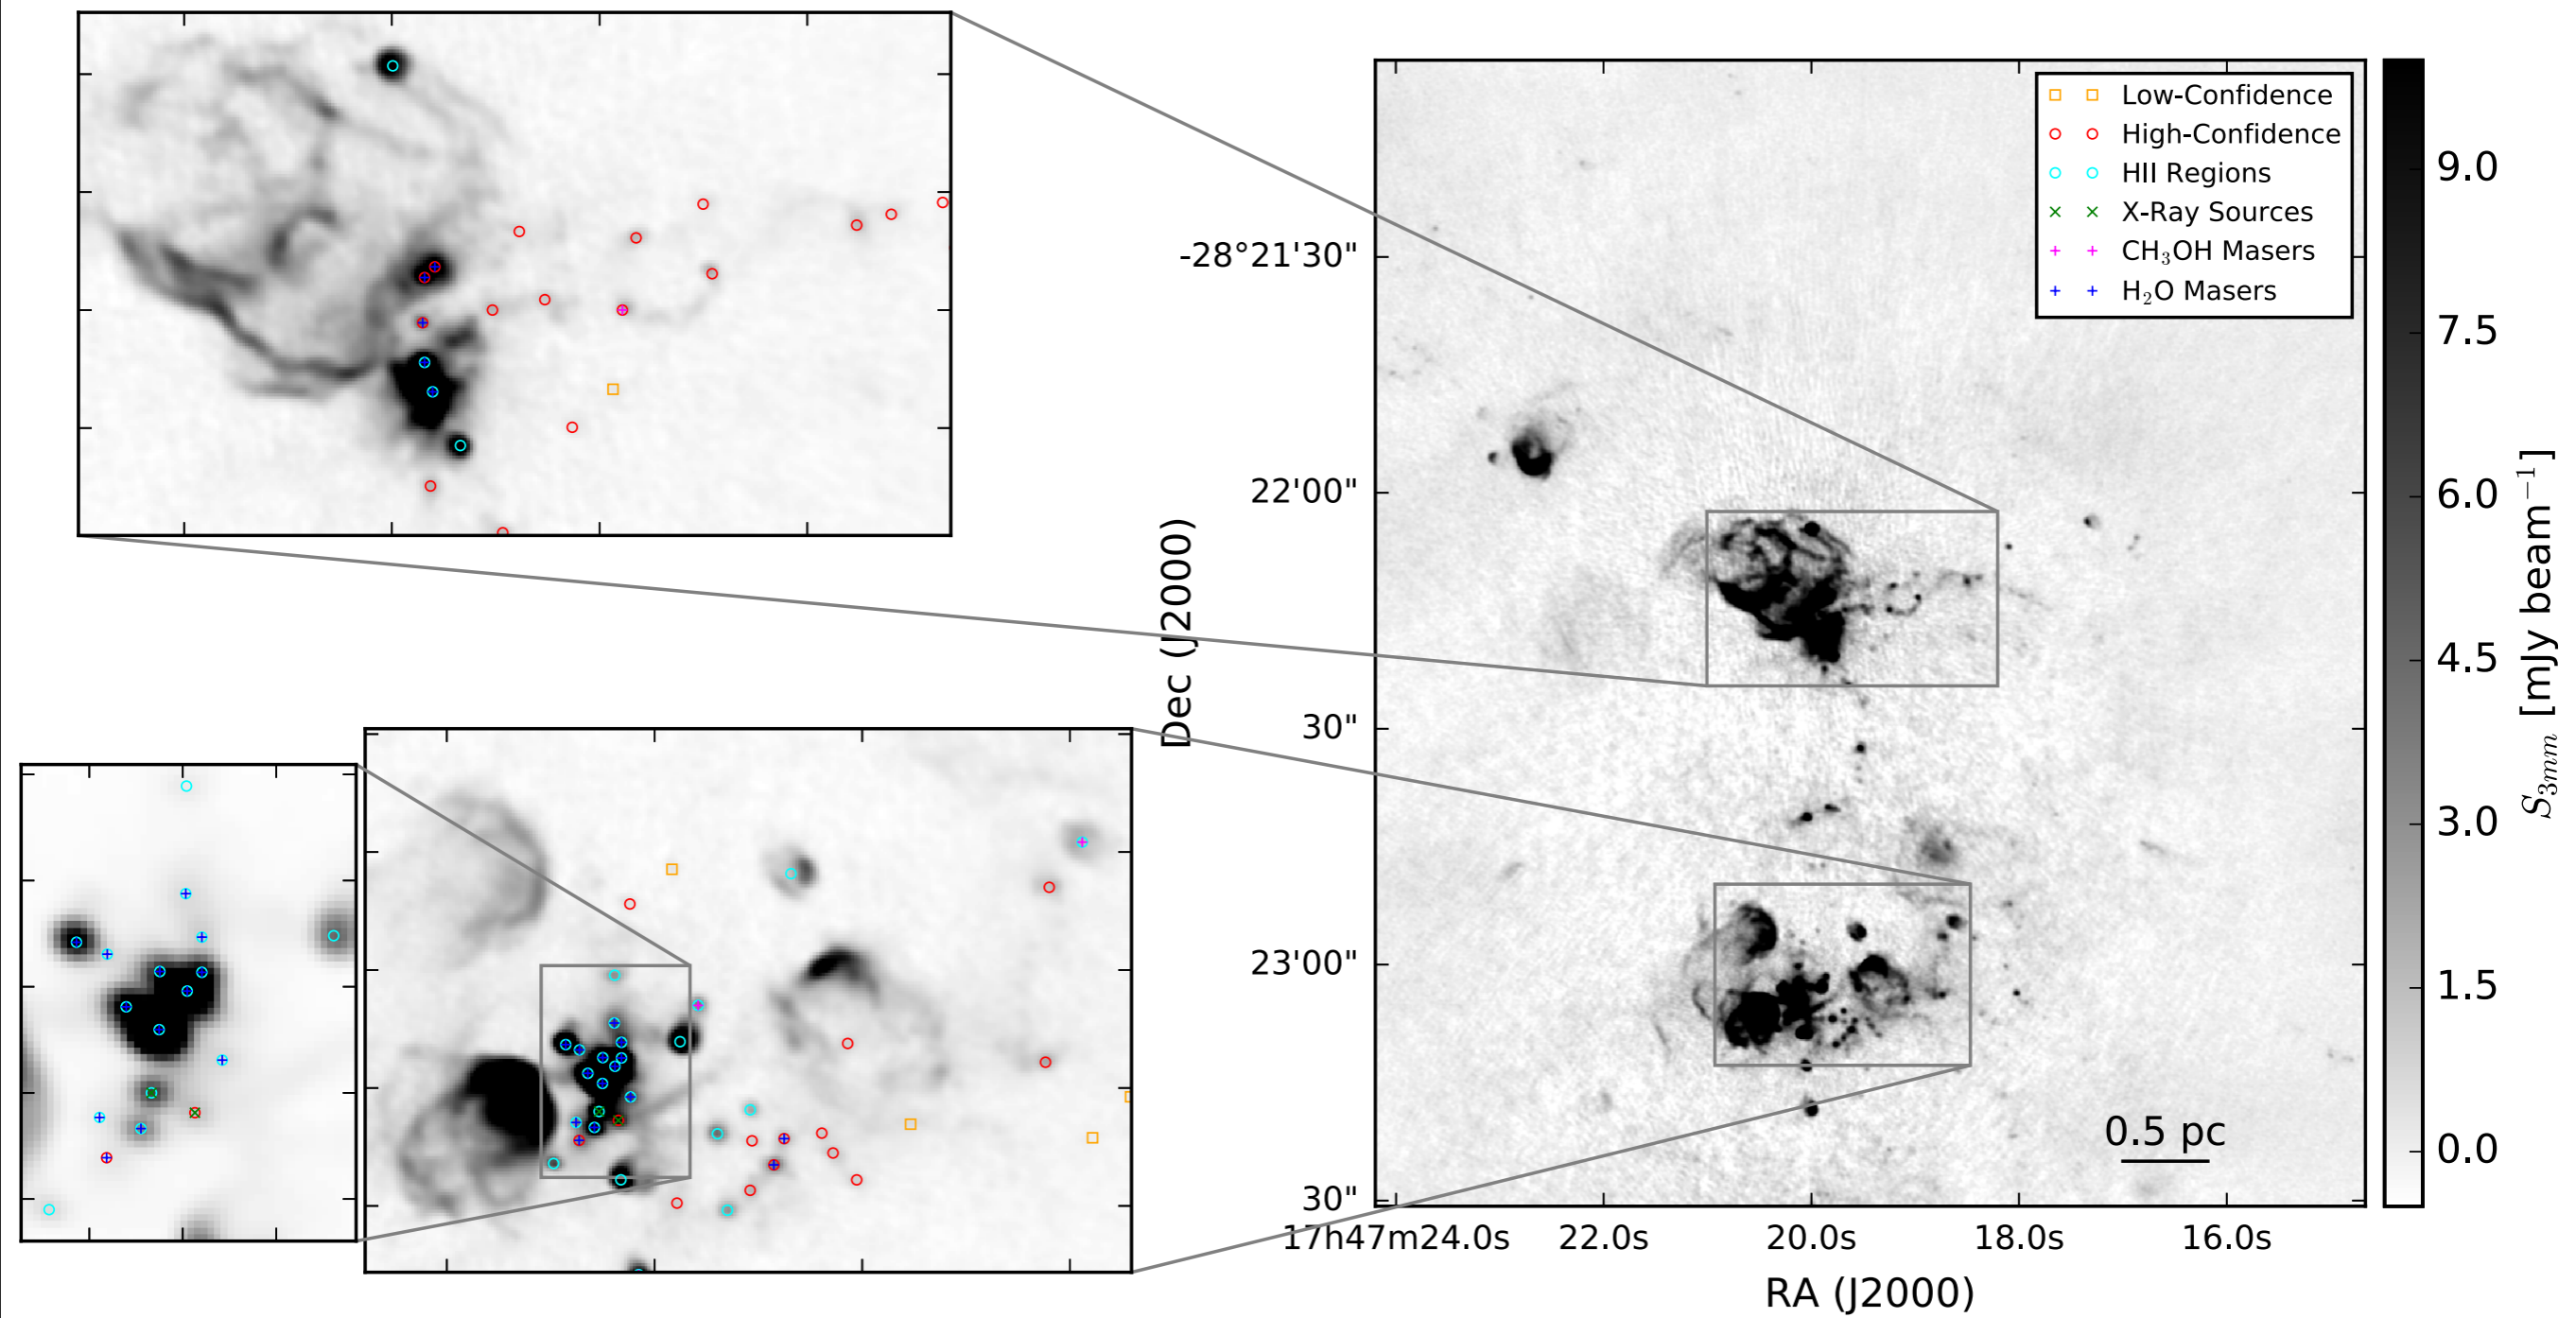 Low-Confidence
High-Confidence
HII Regions
X-Ray Sources
CH₃OH Masers
H₂O Masers
-28°21'30"
22'00"
30"
23'00"
30"
Dec (J2000)
17h47m24.0s 22.0s 20.0s 18.0s 16.0s
RA (J2000)
0.5 pc
9.0
7.5
6.0
4.5
3.0
1.5
0.0
S₃ₘₘ [mJy beam⁻¹]